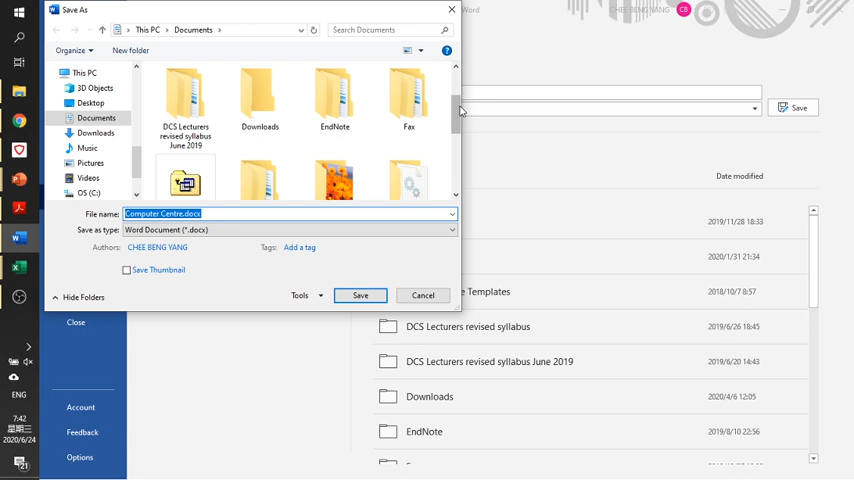 Save As
Word
CHEE BENG YANG
CB
This PC
Documents
Search Documents
Organize
New folder
This PC
3D Objects
Desktop
Documents
Downloads
Music
Pictures
Videos
OS (C:)
DCS Lecturers
revised syllabus
June 2019
Downloads
EndNote
Fax
File name:
Computer Centre.docx
Save as type:
Word Document (*.docx)
Authors:
CHEE BENG YANG
Tags:
Add a tag
Save Thumbnail
Hide Folders
Tools
Save
Cancel
Save
Date modified
2019/11/28 18:33
2020/1/31 21:34
Templates
2018/10/7 8:57
DCS Lecturers revised syllabus
2019/6/26 18:45
DCS Lecturers revised syllabus June 2019
2019/6/20 14:43
Downloads
2020/4/6 12:05
EndNote
2019/8/10 22:56
Close
Account
Feedback
Options
ENG
7:42
星期三
2020/6/24
21